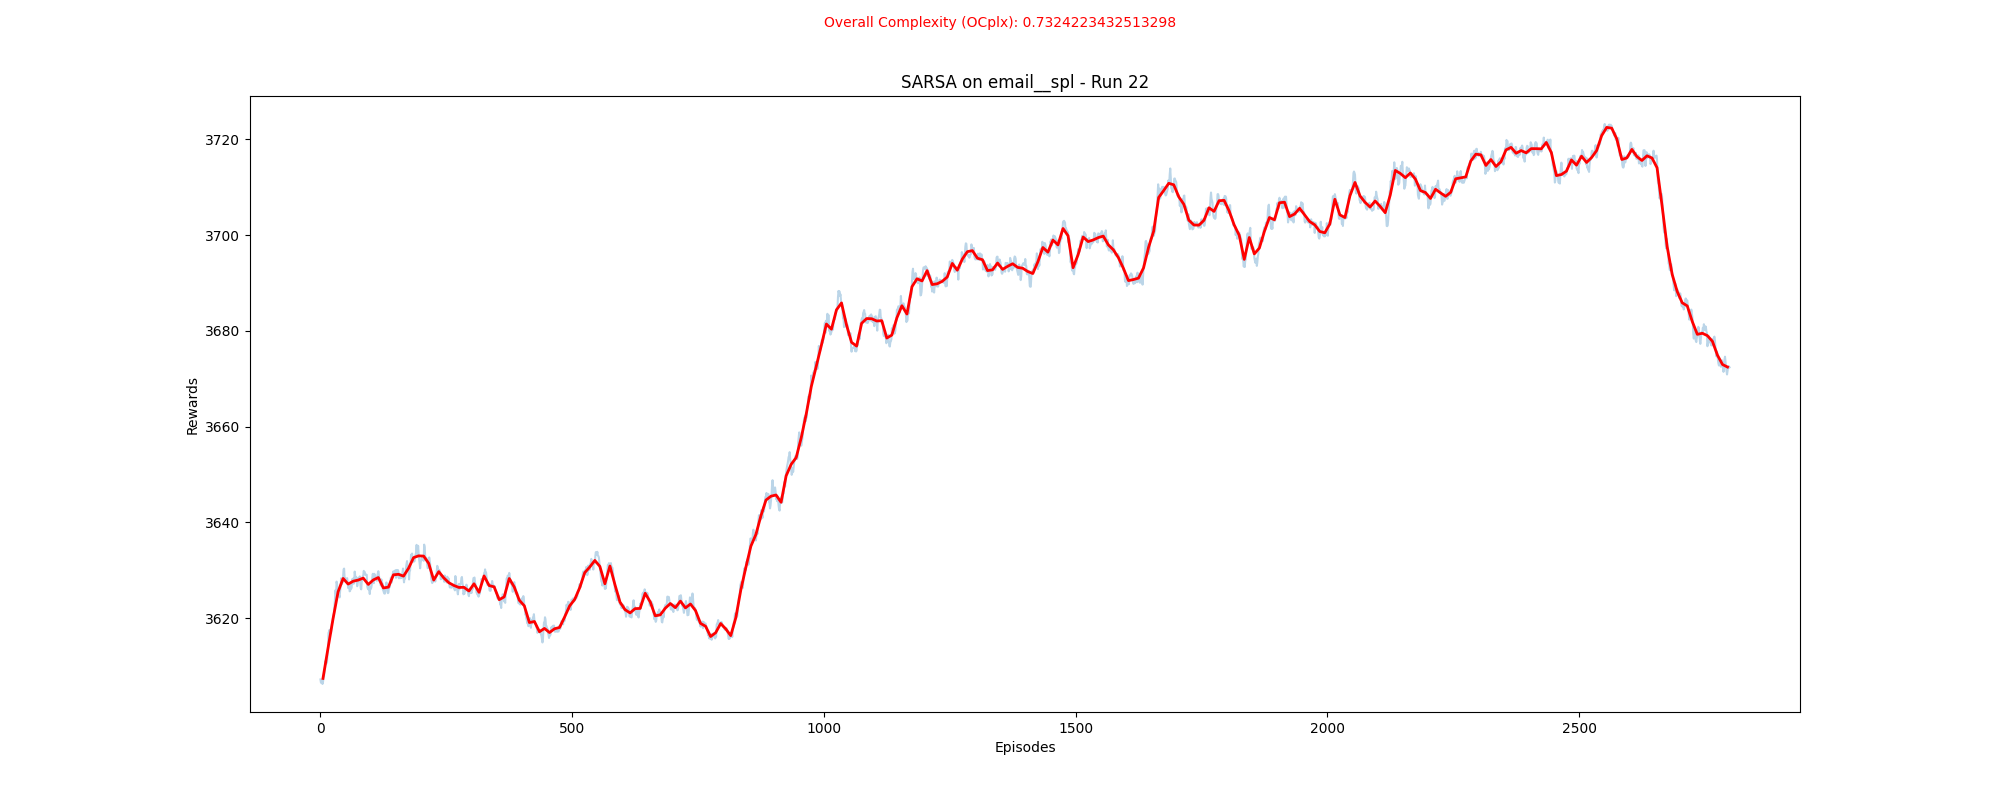 Overall Complexity (OCplx): 0.7324223432513298
SARSA on email__spl - Run 22
3720
3700
3680
3660
3640
3620
Rewards
0 500 1000 1500 2000 2500
Episodes